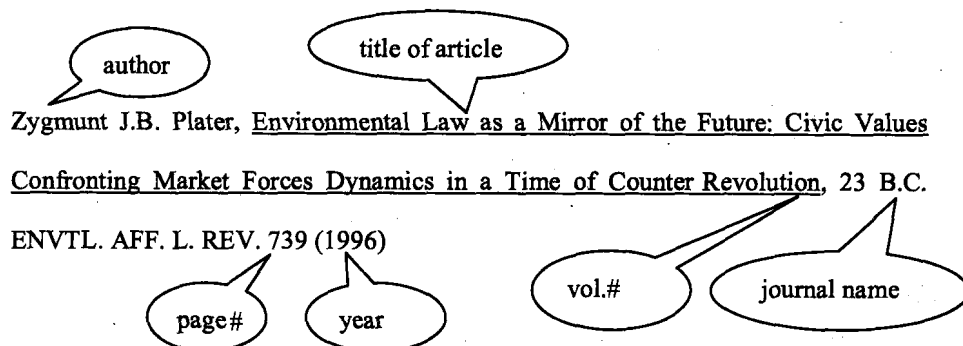 author
title of article
Zygmunt J.B. Plater, Environmental Law as a Mirror of the Future: Civic Values
Confronting Market Forces Dynamics in a Time of Counter Revolution, 23 B.C.
ENVTL. AFF. L. REV. 739 (1996)
page #
year
vol.#
journal name